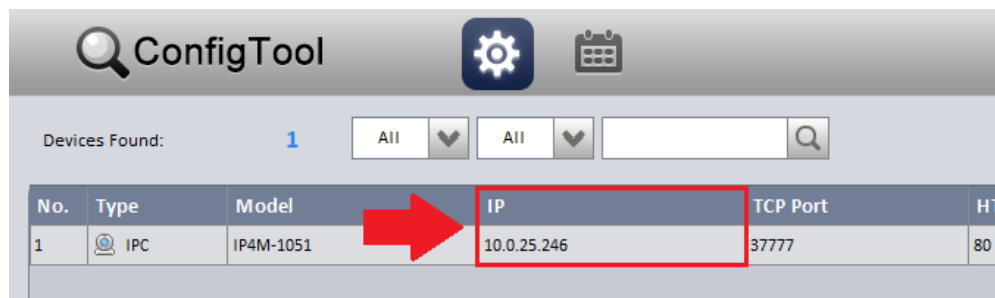 ConfigTool
Devices Found: 1 All All
No. Type Model IP TCP Port
1 IPC IP4M-1051 10.0.25.246 37777 80